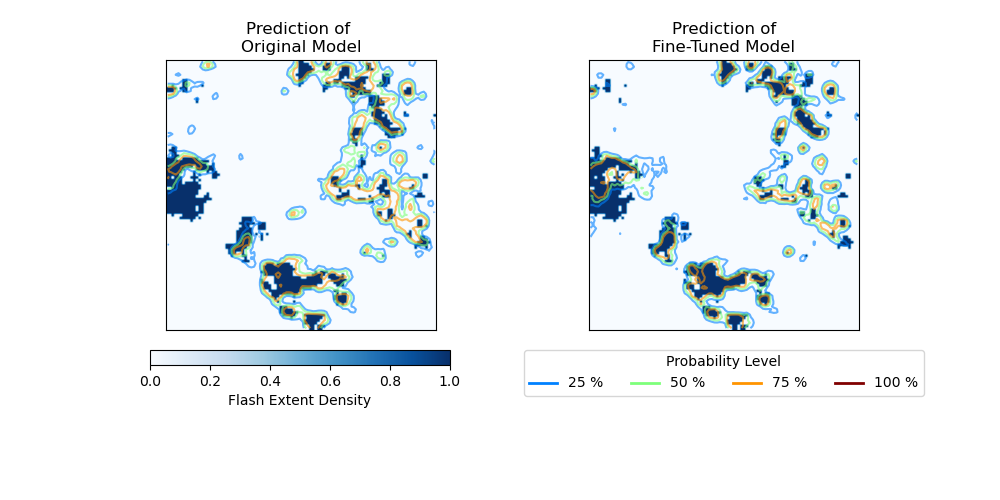 Prediction of
Original Model
Prediction of
Fine-Tuned Model
0.0 0.2 0.4 0.6 0.8 1.0
Flash Extent Density
Probability Level
25 % 50 % 75 % 100 %